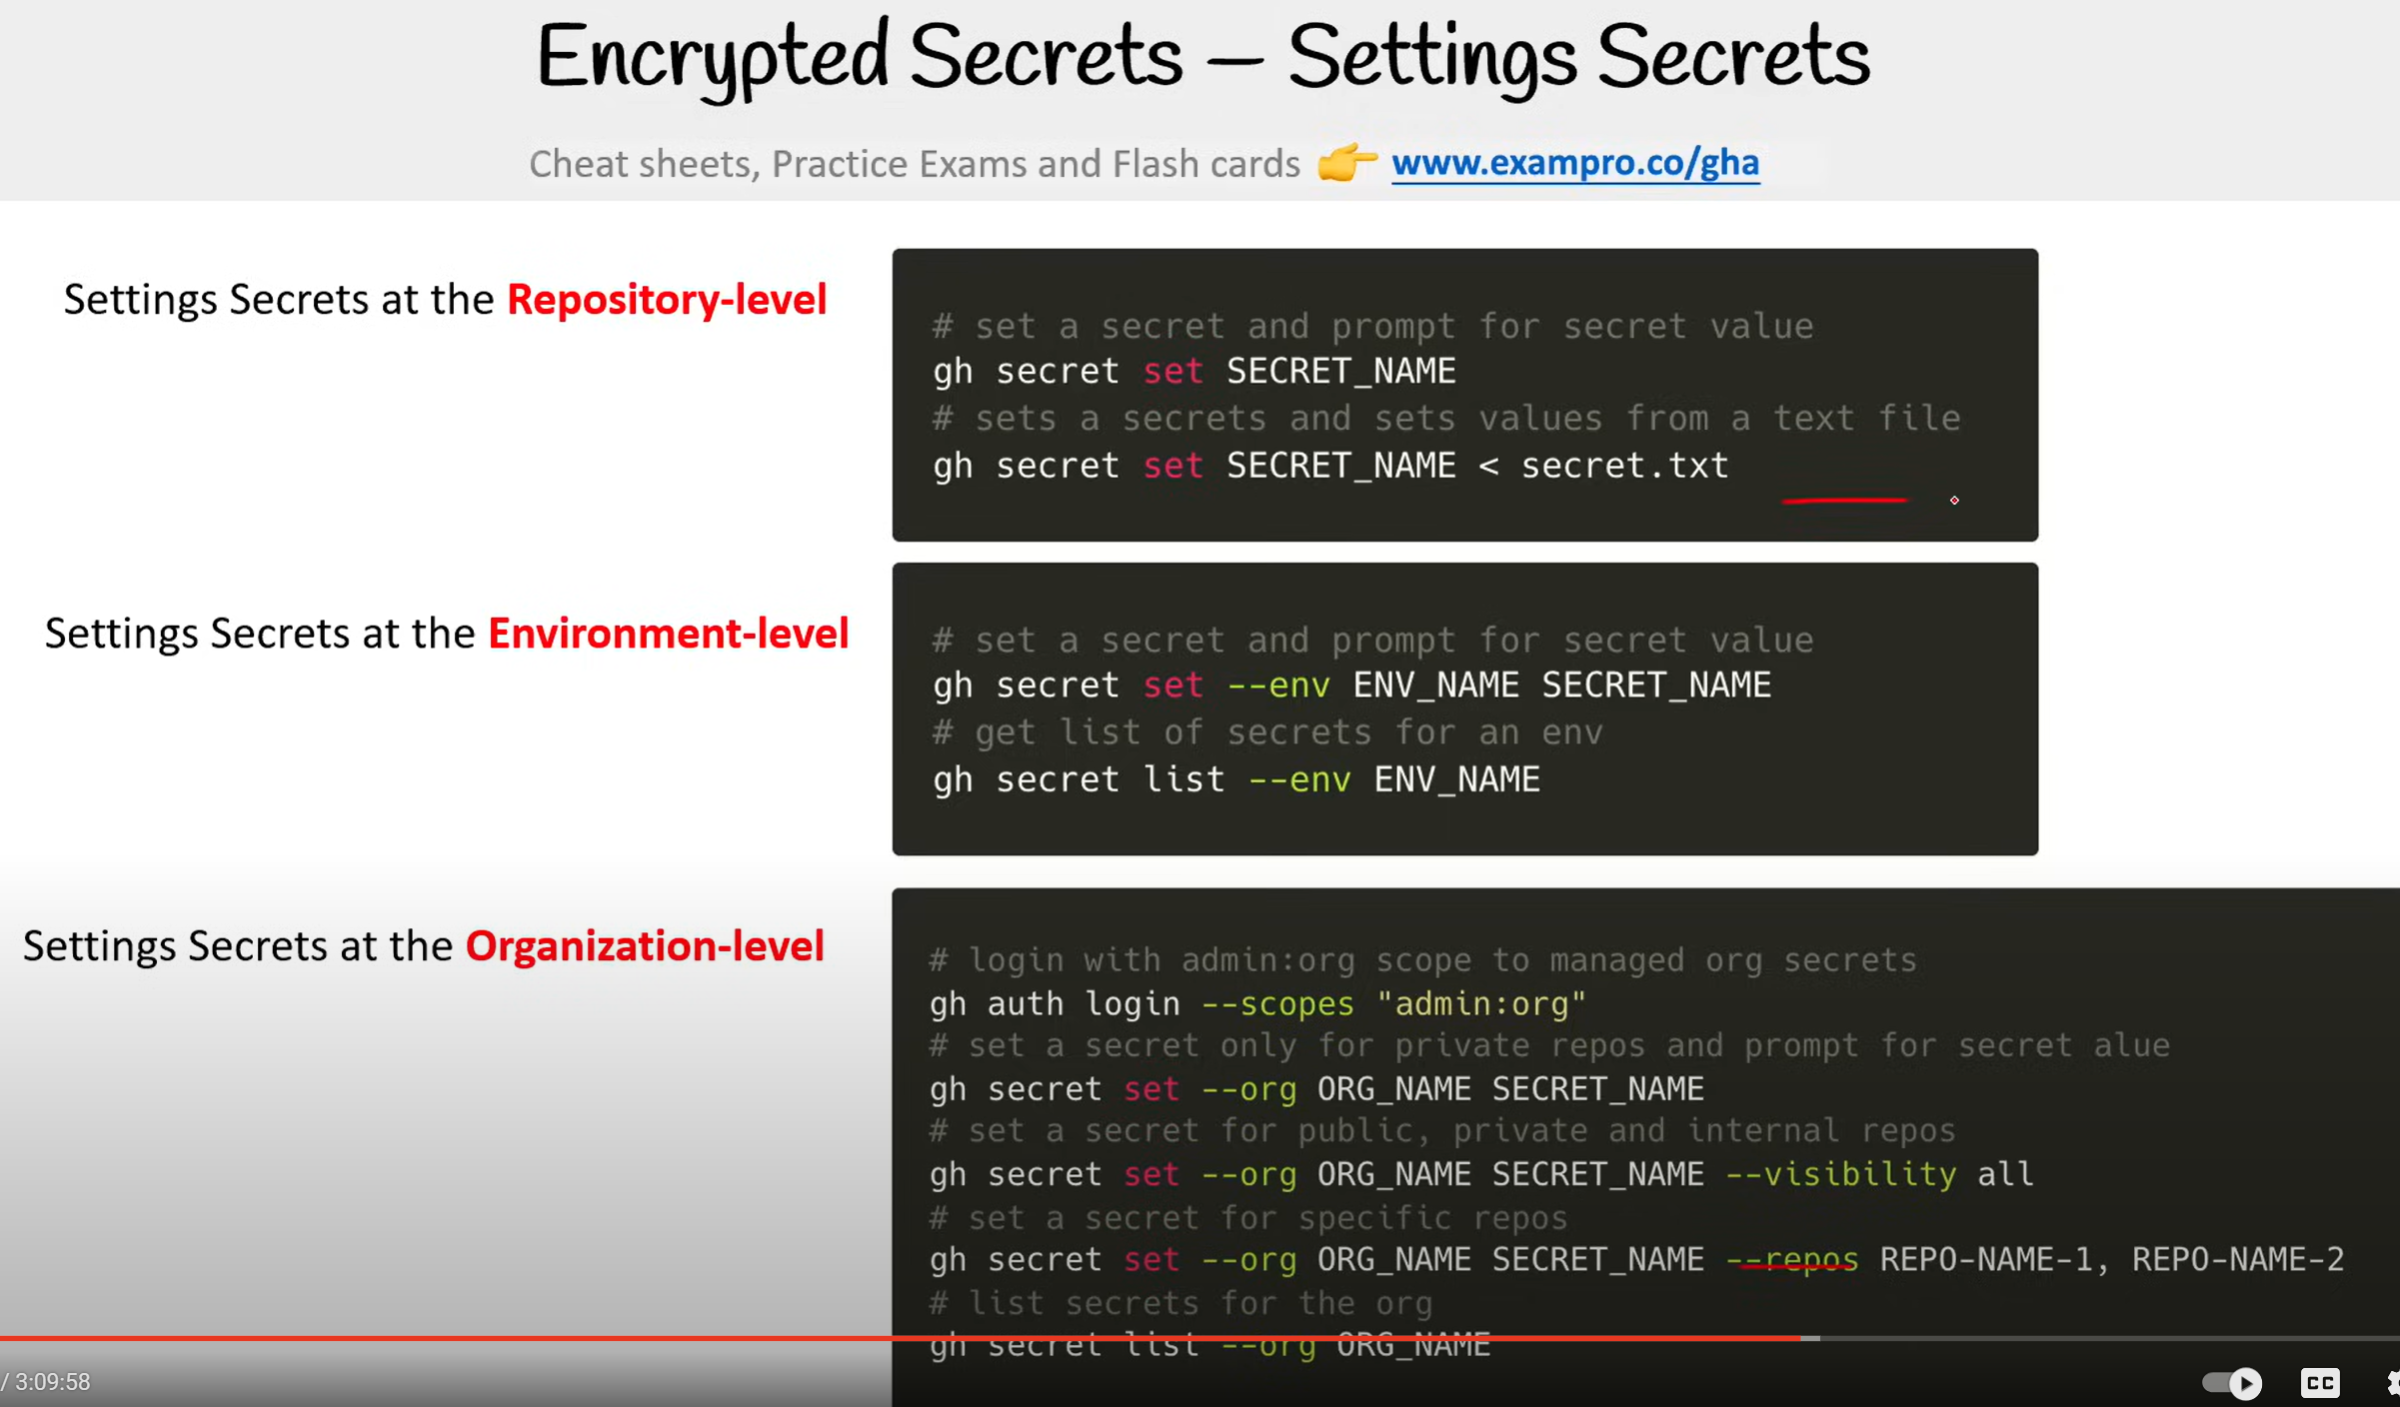 Encrypted Secrets — Settings Secrets
Cheat sheets, Practice Exams and Flash cards 👉 www.exampro.co/gha
Settings Secrets at the Repository-level
# set a secret and prompt for secret value
gh secret set SECRET_NAME
# sets a secrets and sets values from a text file
gh secret set SECRET_NAME < secret.txt
Settings Secrets at the Environment-level
# set a secret and prompt for secret value
gh secret set --env ENV_NAME SECRET_NAME
# get list of secrets for an env
gh secret list --env ENV_NAME
Settings Secrets at the Organization-level
# login with admin:org scope to managed org secrets
gh auth login --scopes "admin:org"
# set a secret only for private repos and prompt for secret alue
gh secret set --org ORG_NAME SECRET_NAME
# set a secret for public, private and internal repos
gh secret set --org ORG_NAME SECRET_NAME --visibility all
# set a secret for specific repos
gh secret set --org ORG_NAME SECRET_NAME --repos REPO-NAME-1, REPO-NAME-2
# list secrets for the org
gh secret list --org ORG_NAME
/ 3:09:58
CC